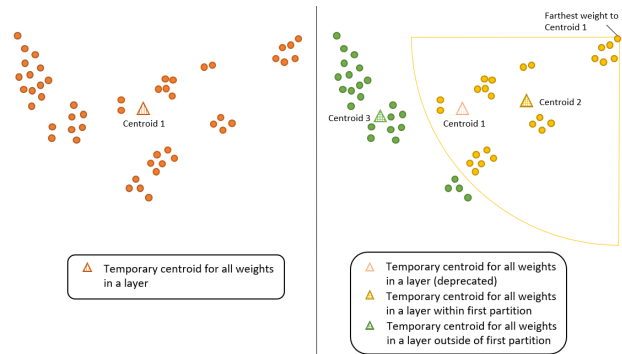 Centroid 1
Temporary centroid for all weights
in a layer
Farthest weight to
Centroid 1
Centroid 2
Centroid 3
Centroid 1
Temporary centroid for all weights
in a layer (deprecated)
Temporary centroid for all weights
in a layer within first partition
Temporary centroid for all weights
in a layer outside of first partition